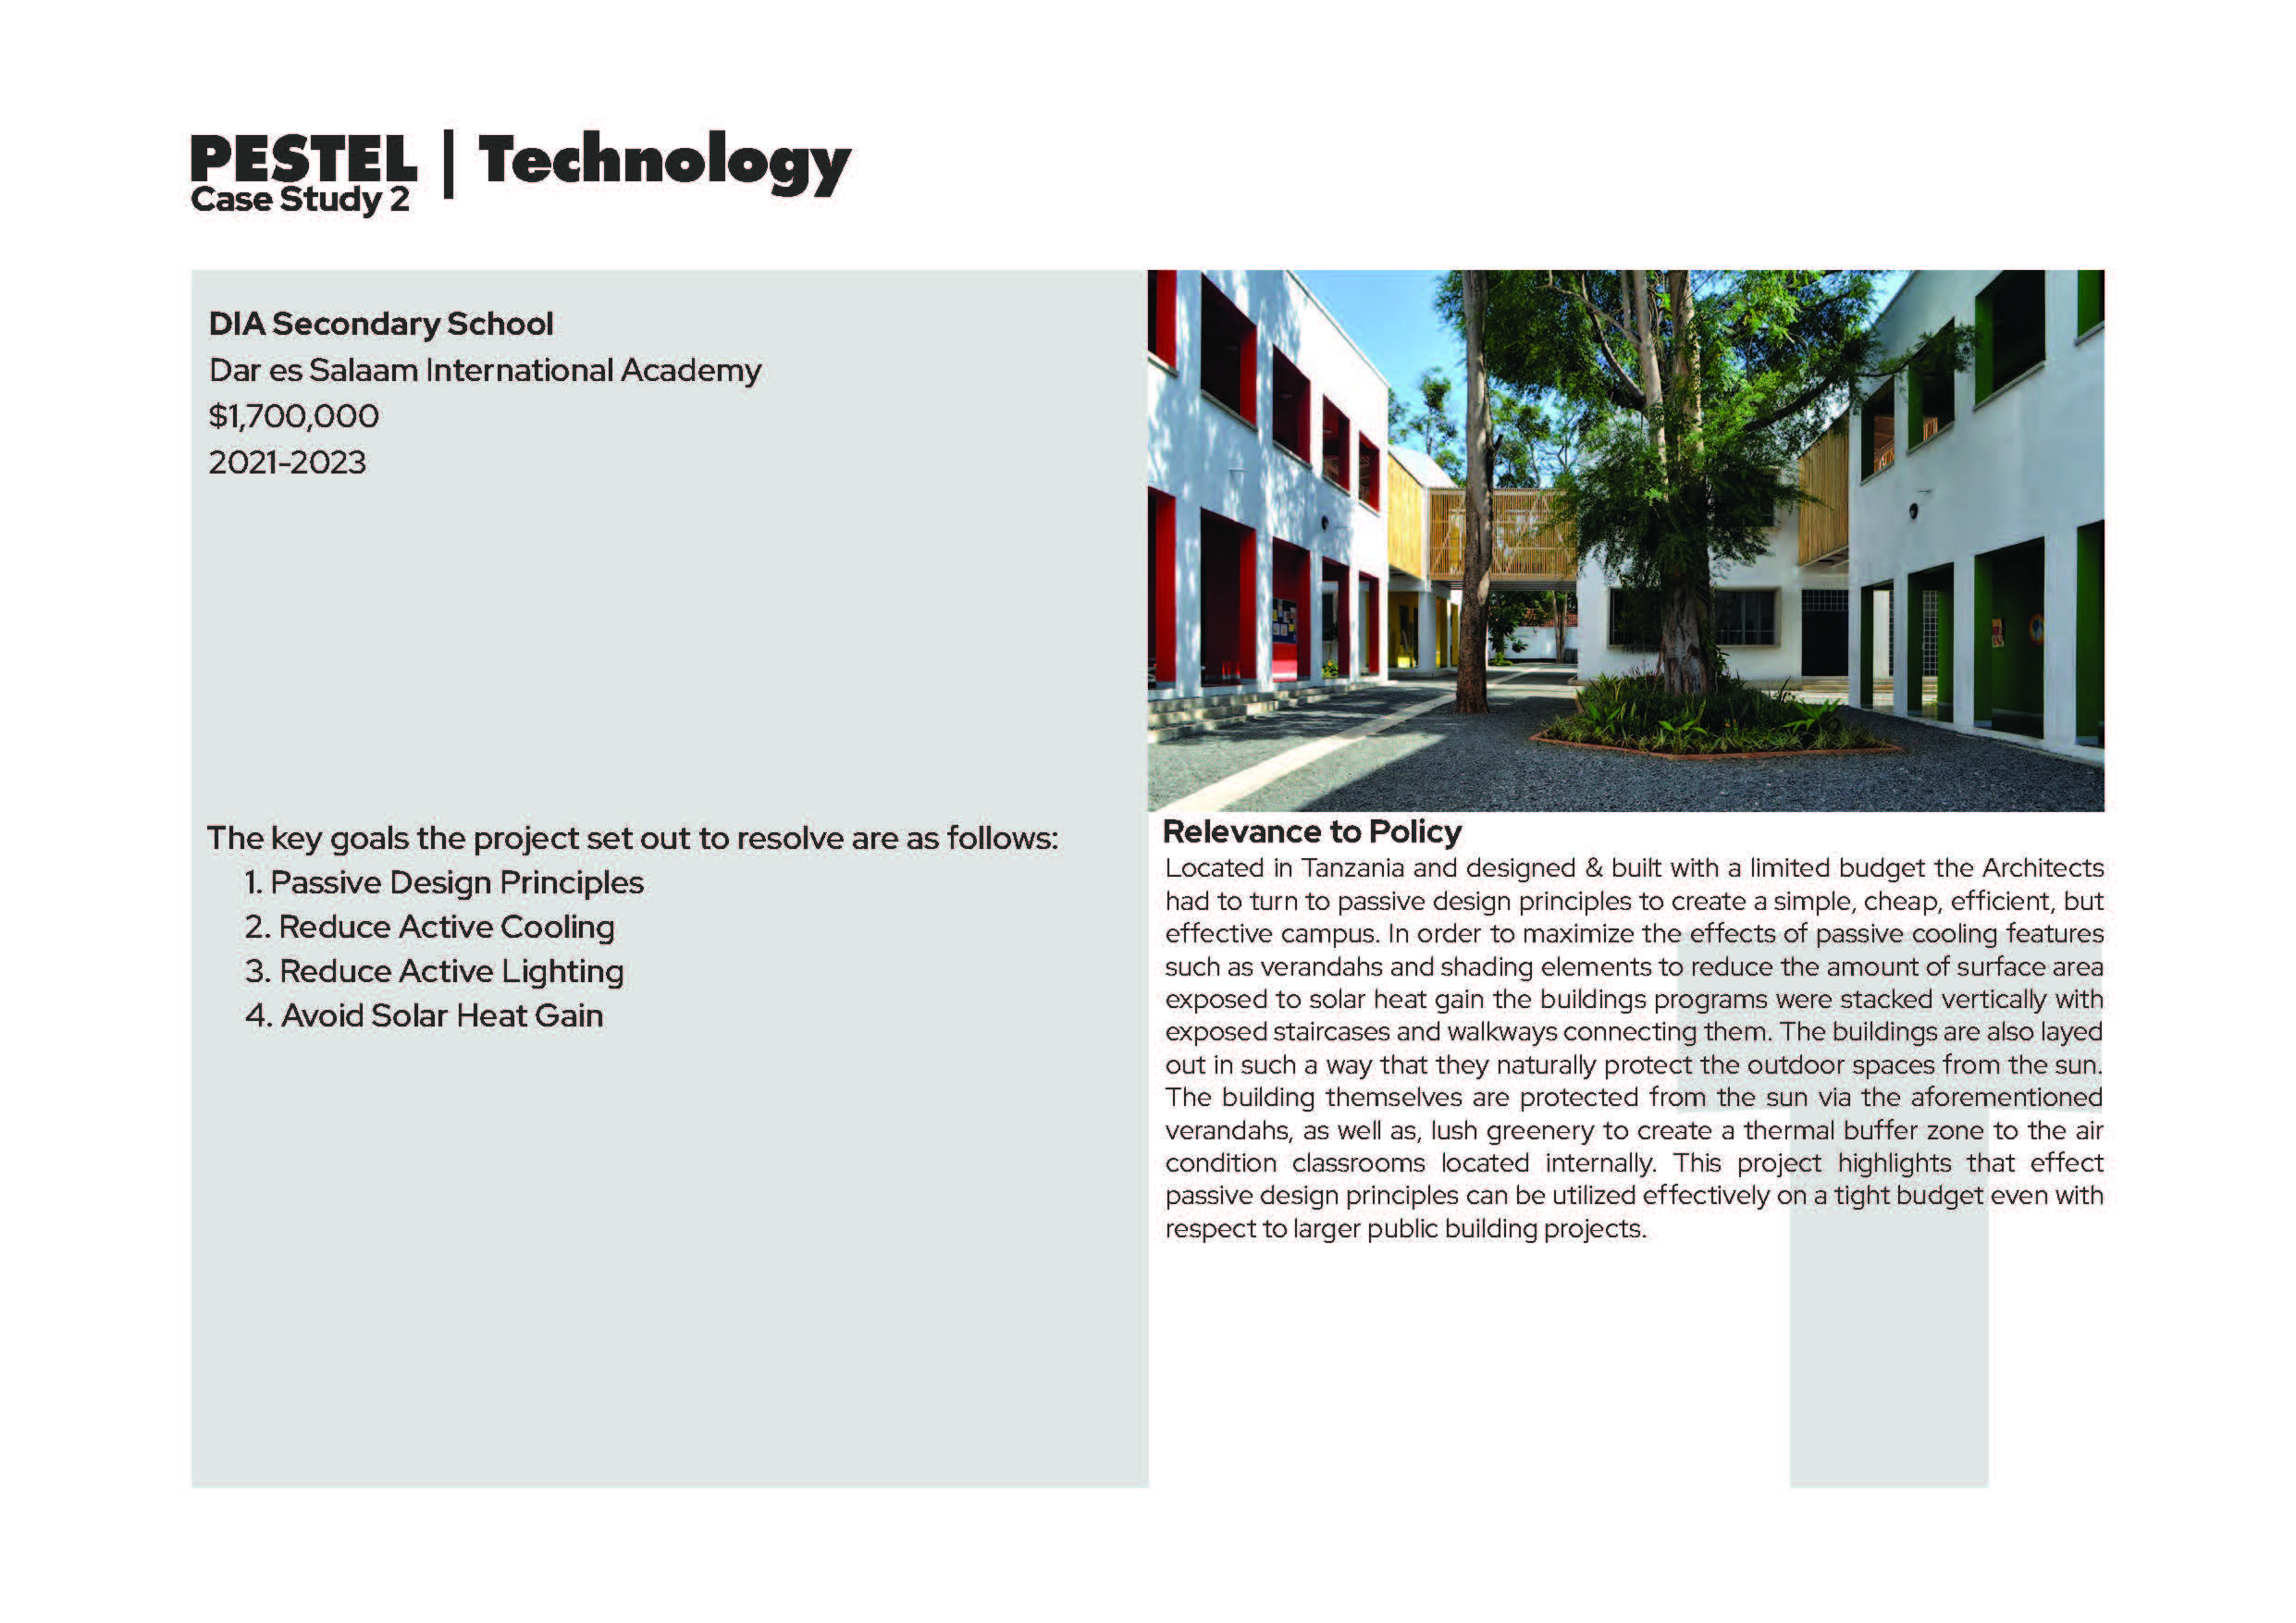 PESTEL | Technology
Case Study 2
DIA Secondary School
Dar es Salaam International Academy
$1,700,000
2021-2023
The key goals the project set out to resolve are as follows:
1. Passive Design Principles
2. Reduce Active Cooling
3. Reduce Active Lighting
4. Avoid Solar Heat Gain
Relevance to Policy
Located in Tanzania and designed & built with a limited budget the Architects
had to turn to passive design principles to create a simple, cheap, efficient, but
effective campus. In order to maximize the effects of passive cooling features
such as verandahs and shading elements to reduce the amount of surface area
exposed to solar heat gain the buildings programs were stacked vertically with
exposed staircases and walkways connecting them. The buildings are also layed
out in such a way that they naturally protect the outdoor spaces from the sun.
The building themselves are protected from the sun via the aforementioned
verandahs, as well as, lush greenery to create a thermal buffer zone to the air
condition classrooms located internally. This project highlights that effect
passive design principles can be utilized effectively on a tight budget even with
respect to larger public building projects.
T